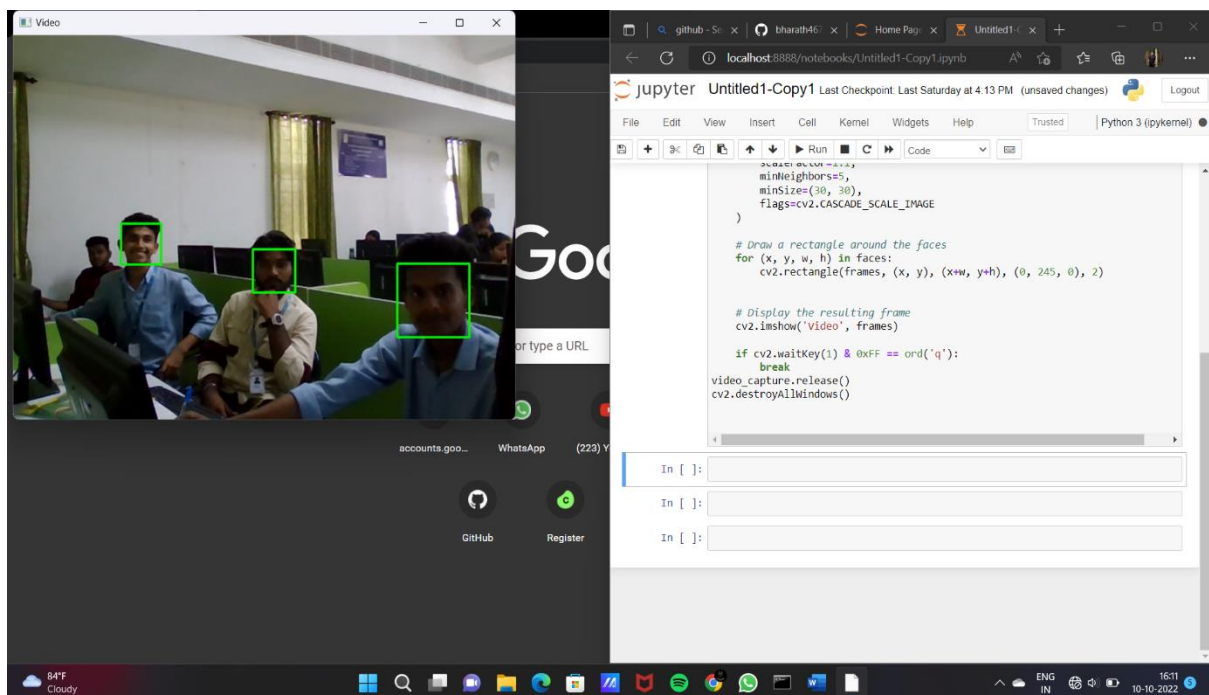 Video
Goo
or type a URL
accounts.goo...
WhatsApp
(223) Y
GitHub
Register
github - Se
bharath467
Home Page
Untitled1-C
localhost:8888/notebooks/Untitled1-Copy1.ipynb
jupyter Untitled1-Copy1 Last Checkpoint: Last Saturday at 4:13 PM (unsaved changes)
Logout
File Edit View Insert Cell Kernel Widgets Help
Trusted
Python 3 (ipykernel)
Run
Code
scaleFactor=1.1,
minNeighbors=5,
minSize=(30, 30),
flags=cv2.CASCADE_SCALE_IMAGE
)
# Draw a rectangle around the faces
for (x, y, w, h) in faces:
cv2.rectangle(frames, (x, y), (x+w, y+h), (0, 245, 0), 2)
# Display the resulting frame
cv2.imshow('Video', frames)
if cv2.waitKey(1) & 0xFF == ord('q'):
break
video_capture.release()
cv2.destroyAllWindows()
In [ ]:
In [ ]:
In [ ]:
84°F
Cloudy
ENG
IN
16:11
10-10-2022
5